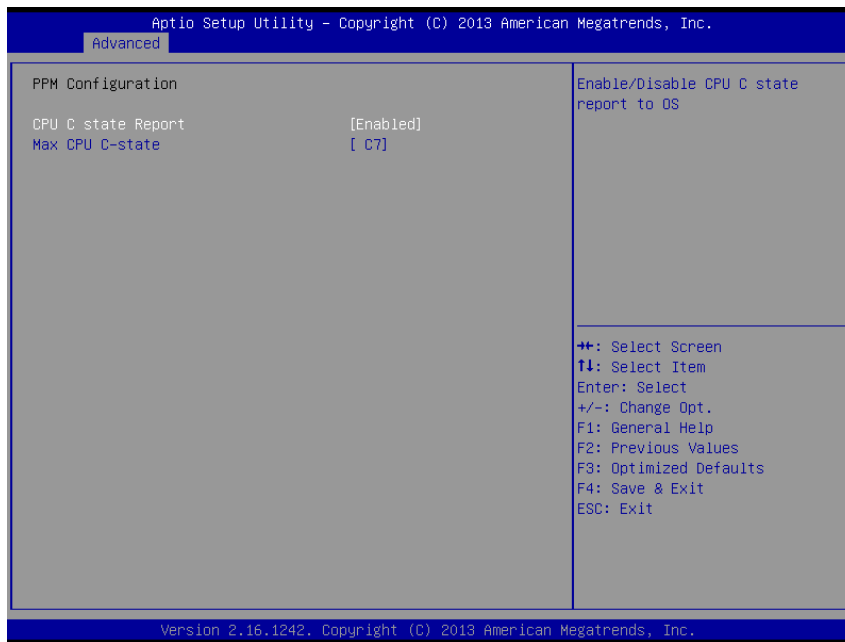 Aptio Setup Utility – Copyright (C) 2013 American Megatrends, Inc.
Advanced
PPM Configuration
CPU C state Report [Enabled]
Max CPU C-state [ C7]
Enable/Disable CPU C state
report to OS
→←: Select Screen
↑↓: Select Item
Enter: Select
+/-: Change Opt.
F1: General Help
F2: Previous Values
F3: Optimized Defaults
F4: Save & Exit
ESC: Exit
Version 2.16.1242. Copyright (C) 2013 American Megatrends, Inc.